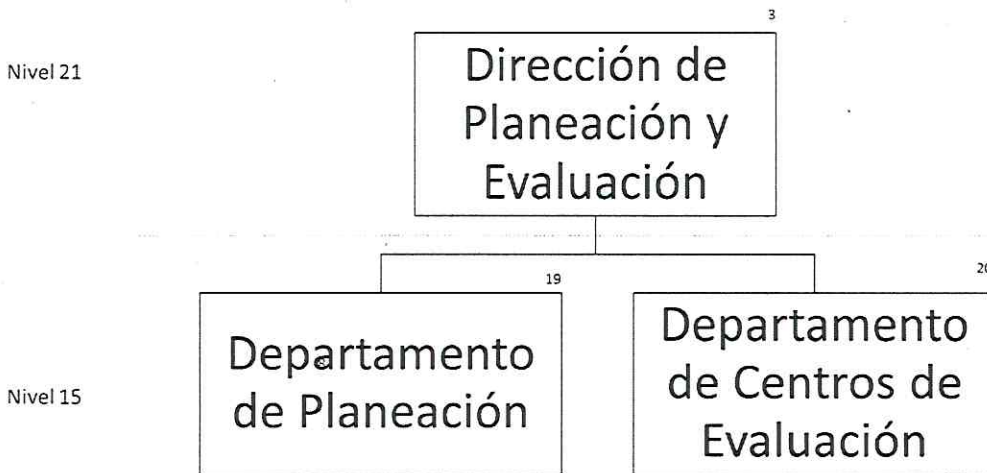 3
Nivel 21
Dirección de
Planeación y
Evaluación
19
20
Nivel 15
Departamento
de Planeación
Departamento
de Centros de
Evaluación